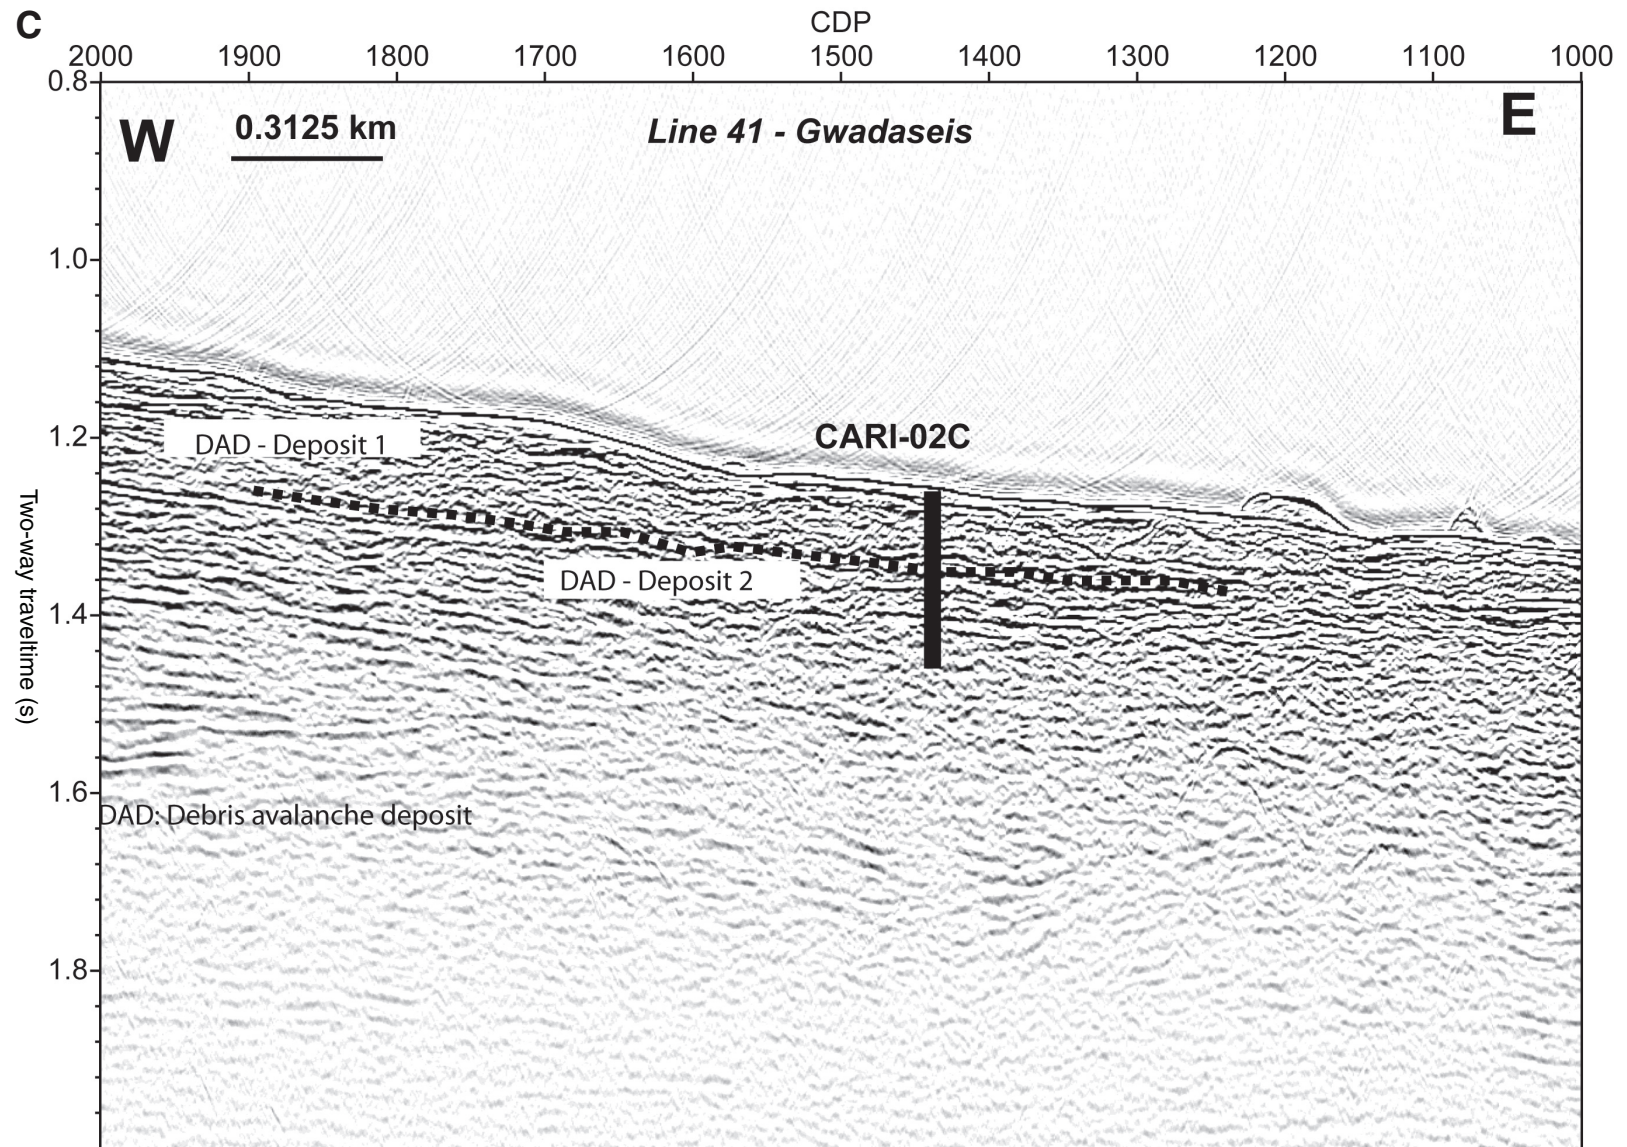 C
CDP
2000 1900 1800 1700 1600 1500 1400 1300 1200 1100 1000
0.8
W
0.3125 km
Line 41 - Gwadaseis
E
1.0
CARI-02C
1.2
DAD - Deposit 1
Two-way traveltime (s)
DAD - Deposit 2
1.4
1.6
DAD: Debris avalanche deposit
1.8